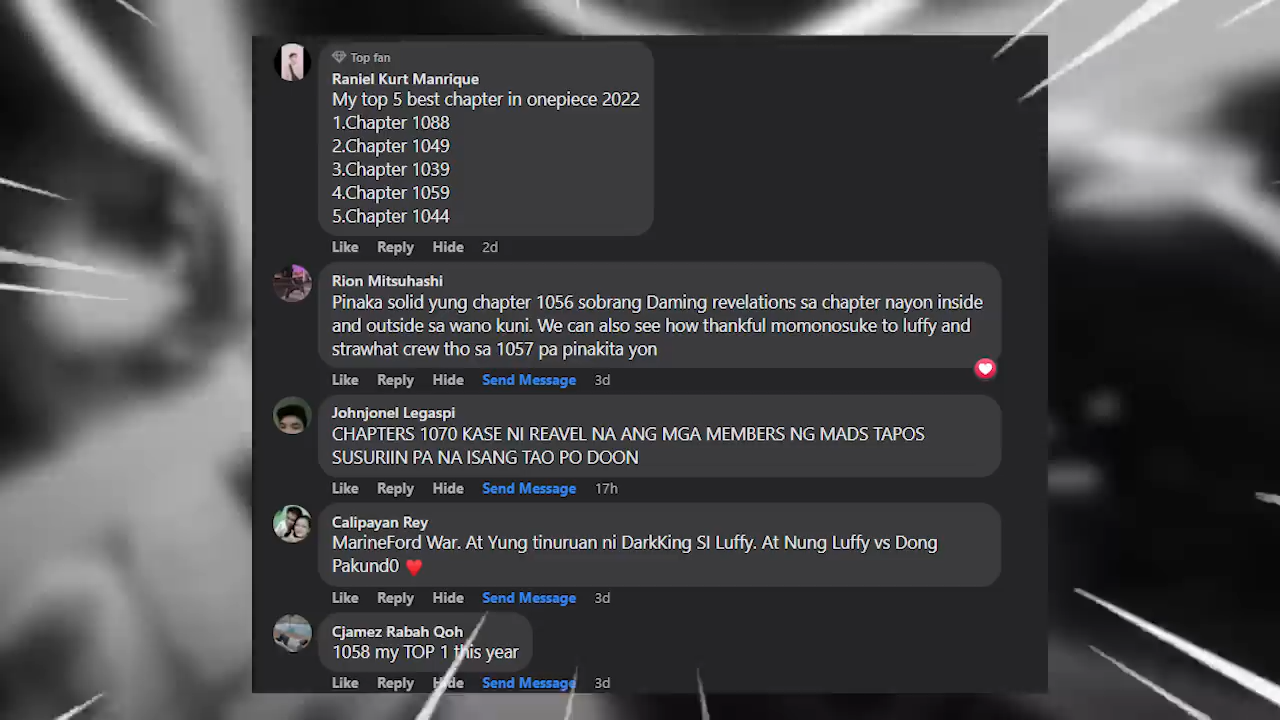 Top fan
Raniel Kurt Manrique
My top 5 best chapter in onepiece 2022
1.Chapter 1088
2.Chapter 1049
3.Chapter 1039
4.Chapter 1059
5.Chapter 1044
Like Reply Hide 2d
Rion Mitsuhashi
Pinaka solid yung chapter 1056 sobrang Daming revelations sa chapter nayon inside
and outside sa wano kuni. We can also see how thankful momonosuke to luffy and
strawhat crew tho sa 1057 pa pinakita yon
Like Reply Hide Send Message 3d
Johnjonel Legaspi
CHAPTERS 1070 KASE NI REAVEL NA ANG MGA MEMBERS NG MADS TAPOS
SUSURIIN PA NA ISANG TAO PO DOON
Like Reply Hide Send Message 17h
Calipayan Rey
MarineFord War. At Yung tinuruan ni DarkKing SI Luffy. At Nung Luffy vs Dong
Pakund0 ♥
Like Reply Hide Send Message 3d
Cjamez Rabah Qoh
1058 my TOP 1 this year
Like Reply Hide Send Message 3d